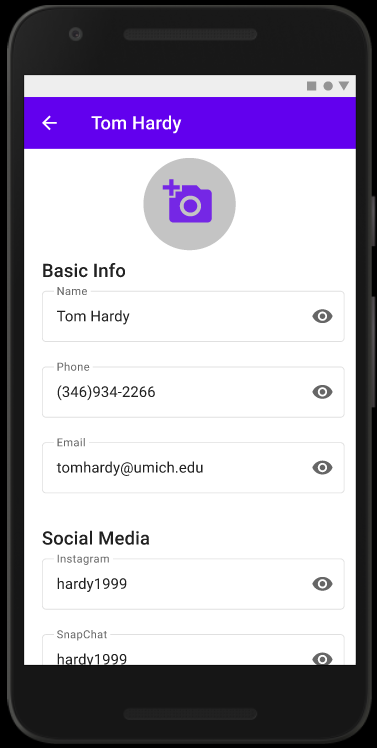 Tom Hardy
Basic Info
Name
Tom Hardy
Phone
(346)934-2266
Email
tomhardy@umich.edu
Social Media
Instagram
hardy1999
SnapChat
hardy1999